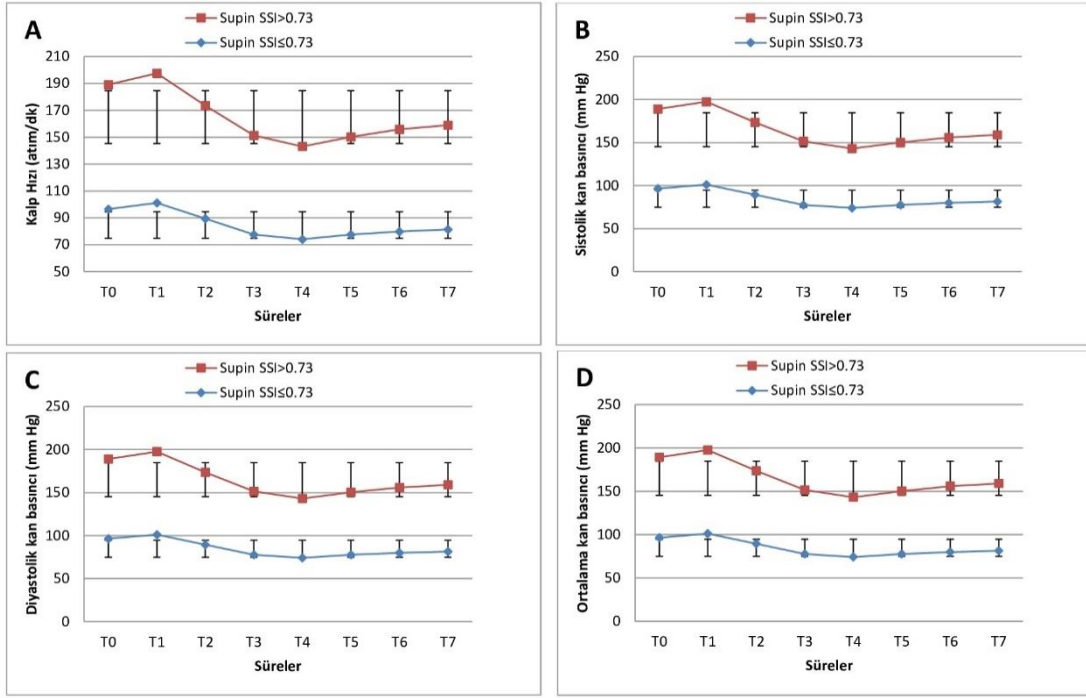 A
Supin SSI>0.73
Supin SSI≤0.73
Kalp Hızı (atım/dk)
210
190
170
150
130
110
90
70
50
T0 T1 T2 T3 T4 T5 T6 T7
Süreler
B
Supin SSI>0.73
Supin SSI≤0.73
Sistolik kan basıncı (mm Hg)
250
200
150
100
50
0
T0 T1 T2 T3 T4 T5 T6 T7
Süreler
C
Supin SSI>0.73
Supin SSI≤0.73
Diyastolik kan basıncı (mm Hg)
250
200
150
100
50
0
T0 T1 T2 T3 T4 T5 T6 T7
Süreler
D
Supin SSI>0.73
Supin SSI≤0.73
Ortalama kan basıncı (mm Hg)
250
200
150
100
50
0
T0 T1 T2 T3 T4 T5 T6 T7
Süreler